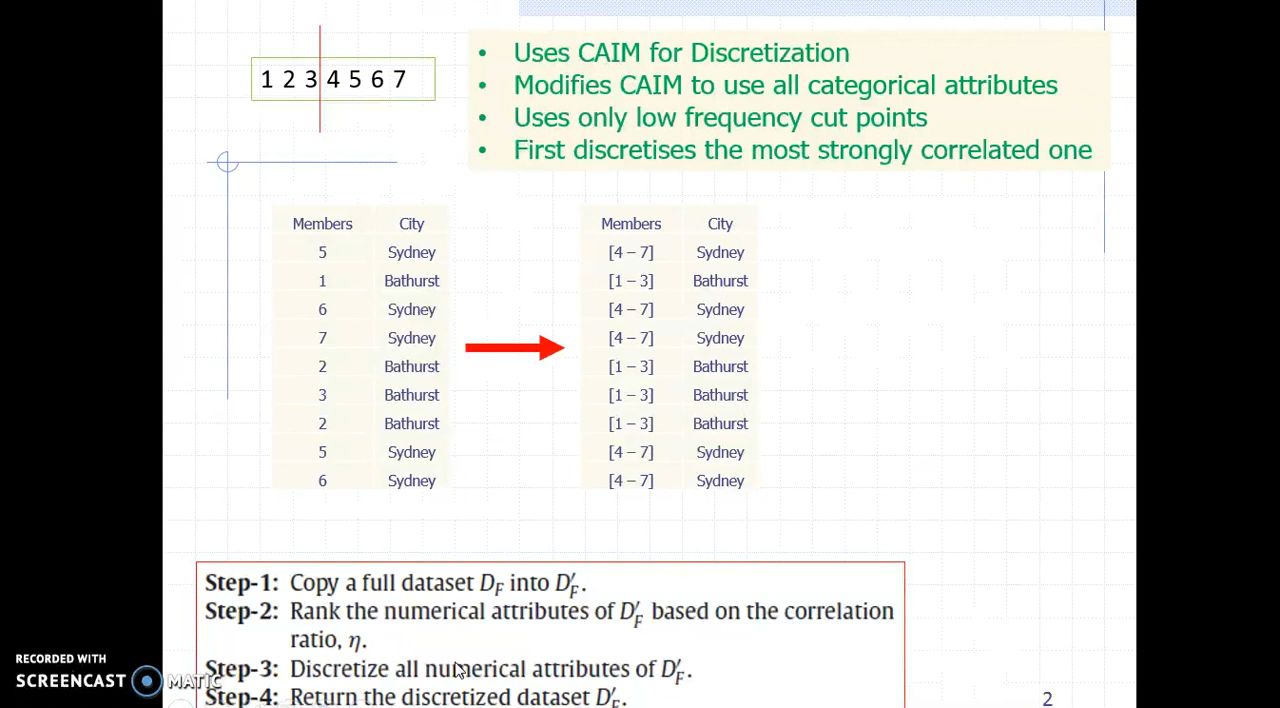 1 2 3 4 5 6 7
• Uses CAIM for Discretization
• Modifies CAIM to use all categorical attributes
• Uses only low frequency cut points
• First discretises the most strongly correlated one
Members City
5 Sydney
1 Bathurst
6 Sydney
7 Sydney
2 Bathurst
3 Bathurst
2 Bathurst
5 Sydney
6 Sydney
Members City
[4 – 7] Sydney
[1 – 3] Bathurst
[4 – 7] Sydney
[4 – 7] Sydney
[1 – 3] Bathurst
[1 – 3] Bathurst
[1 – 3] Bathurst
[4 – 7] Sydney
[4 – 7] Sydney
Step-1: Copy a full dataset D_F into D′_F.
Step-2: Rank the numerical attributes of D′_F based on the correlation
ratio, η.
Step-3: Discretize all numerical attributes of D′_F.
Step-4: Return the discretized dataset D′_F.
RECORDED WITH
SCREENCAST MATIC
2